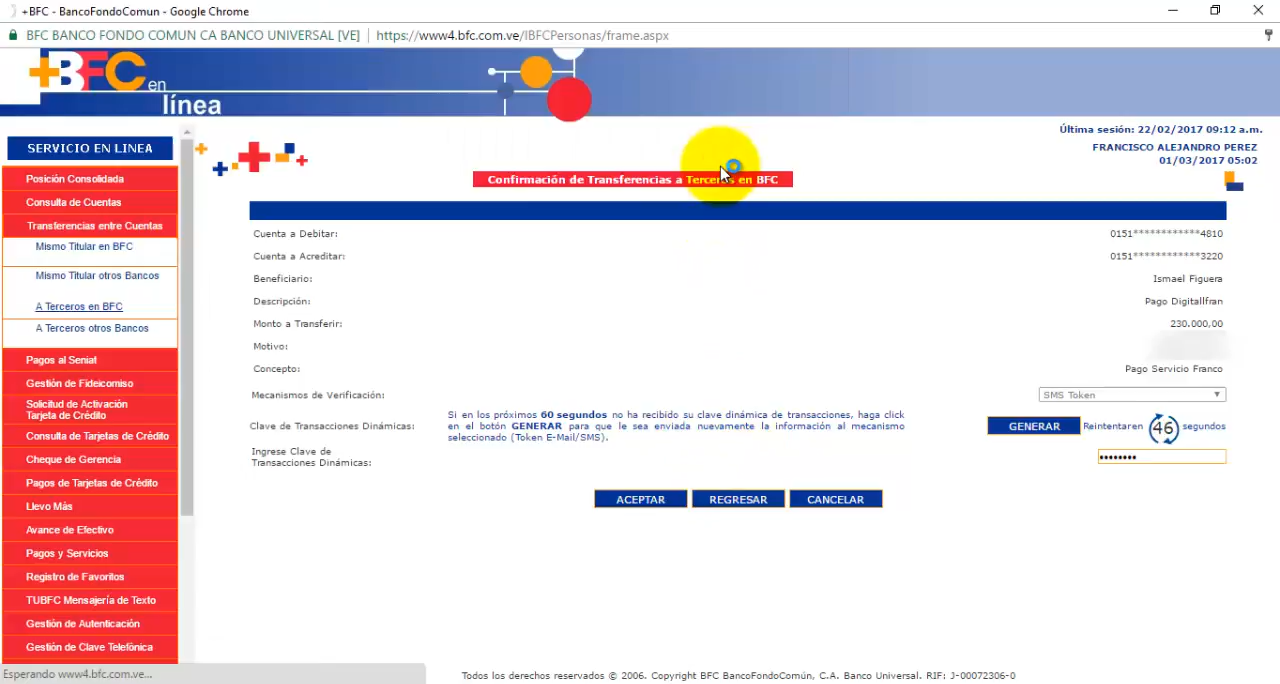 +BFC - BancoFondoComun - Google Chrome
BFC BANCO FONDO COMUN CA BANCO UNIVERSAL [VE] | https://www4.bfc.com.ve/IBFCPersonas/frame.aspx
+BFC en
línea
Última sesión: 22/02/2017 09:12 a.m.
FRANCISCO ALEJANDRO PEREZ
01/03/2017 05:02
SERVICIO EN LINEA
Posición Consolidada
Consulta de Cuentas
Transferencias entre Cuentas
Mismo Titular en BFC
Mismo Titular otros Bancos
A Terceros en BFC
A Terceros otros Bancos
Pagos al Seniat
Gestión de Fideicomiso
Solicitud de Activación
Tarjeta de Crédito
Consulta de Tarjetas de Crédito
Cheque de Gerencia
Pagos de Tarjetas de Crédito
Llevo Más
Avance de Efectivo
Pagos y Servicios
Registro de Favoritos
TUBFC Mensajería de Texto
Gestión de Autenticación
Gestión de Clave Telefónica
Confirmación de Transferencias a Terceros en BFC
Cuenta a Debitar: 0151************4810
Cuenta a Acreditar: 0151************3220
Beneficiario: Ismael Figuera
Descripción: Pago Digitallfran
Monto a Transferir: 230.000,00
Motivo:
Concepto: Pago Servicio Franco
Mecanismos de Verificación: SMS Token
Clave de Transacciones Dinámicas:
Si en los próximos 60 segundos no ha recibido su clave dinámica de transacciones, haga click
en el botón GENERAR para que le sea enviada nuevamente la información al mecanismo
seleccionado (Token E-Mail/SMS).
GENERAR Reintentar en 46 segundos
Ingrese Clave de
Transacciones Dinámicas: ••••••••
ACEPTAR REGRESAR CANCELAR
Esperando www4.bfc.com.ve...
Todos los derechos reservados © 2006. Copyright BFC BancoFondoComún, C.A. Banco Universal. RIF: J-00072306-0